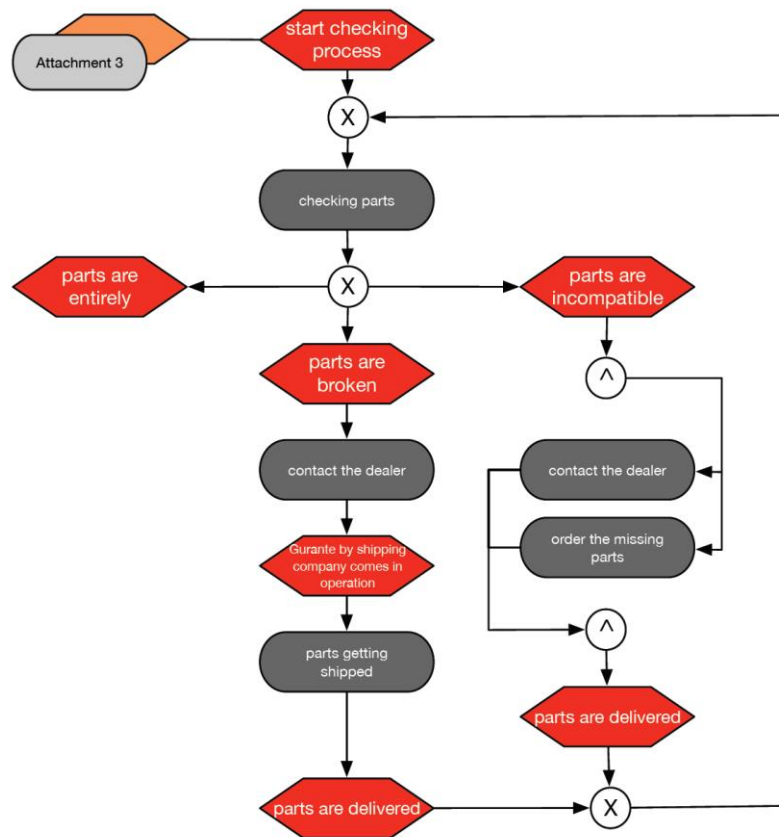 Attachment 3
start checking
process
X
checking parts
parts are
entirely
X
parts are
incompatible
parts are
broken
^
contact the dealer
contact the dealer
order the missing
parts
Gurante by shipping
company comes in
operation
^
parts getting
shipped
parts are delivered
parts are delivered
X